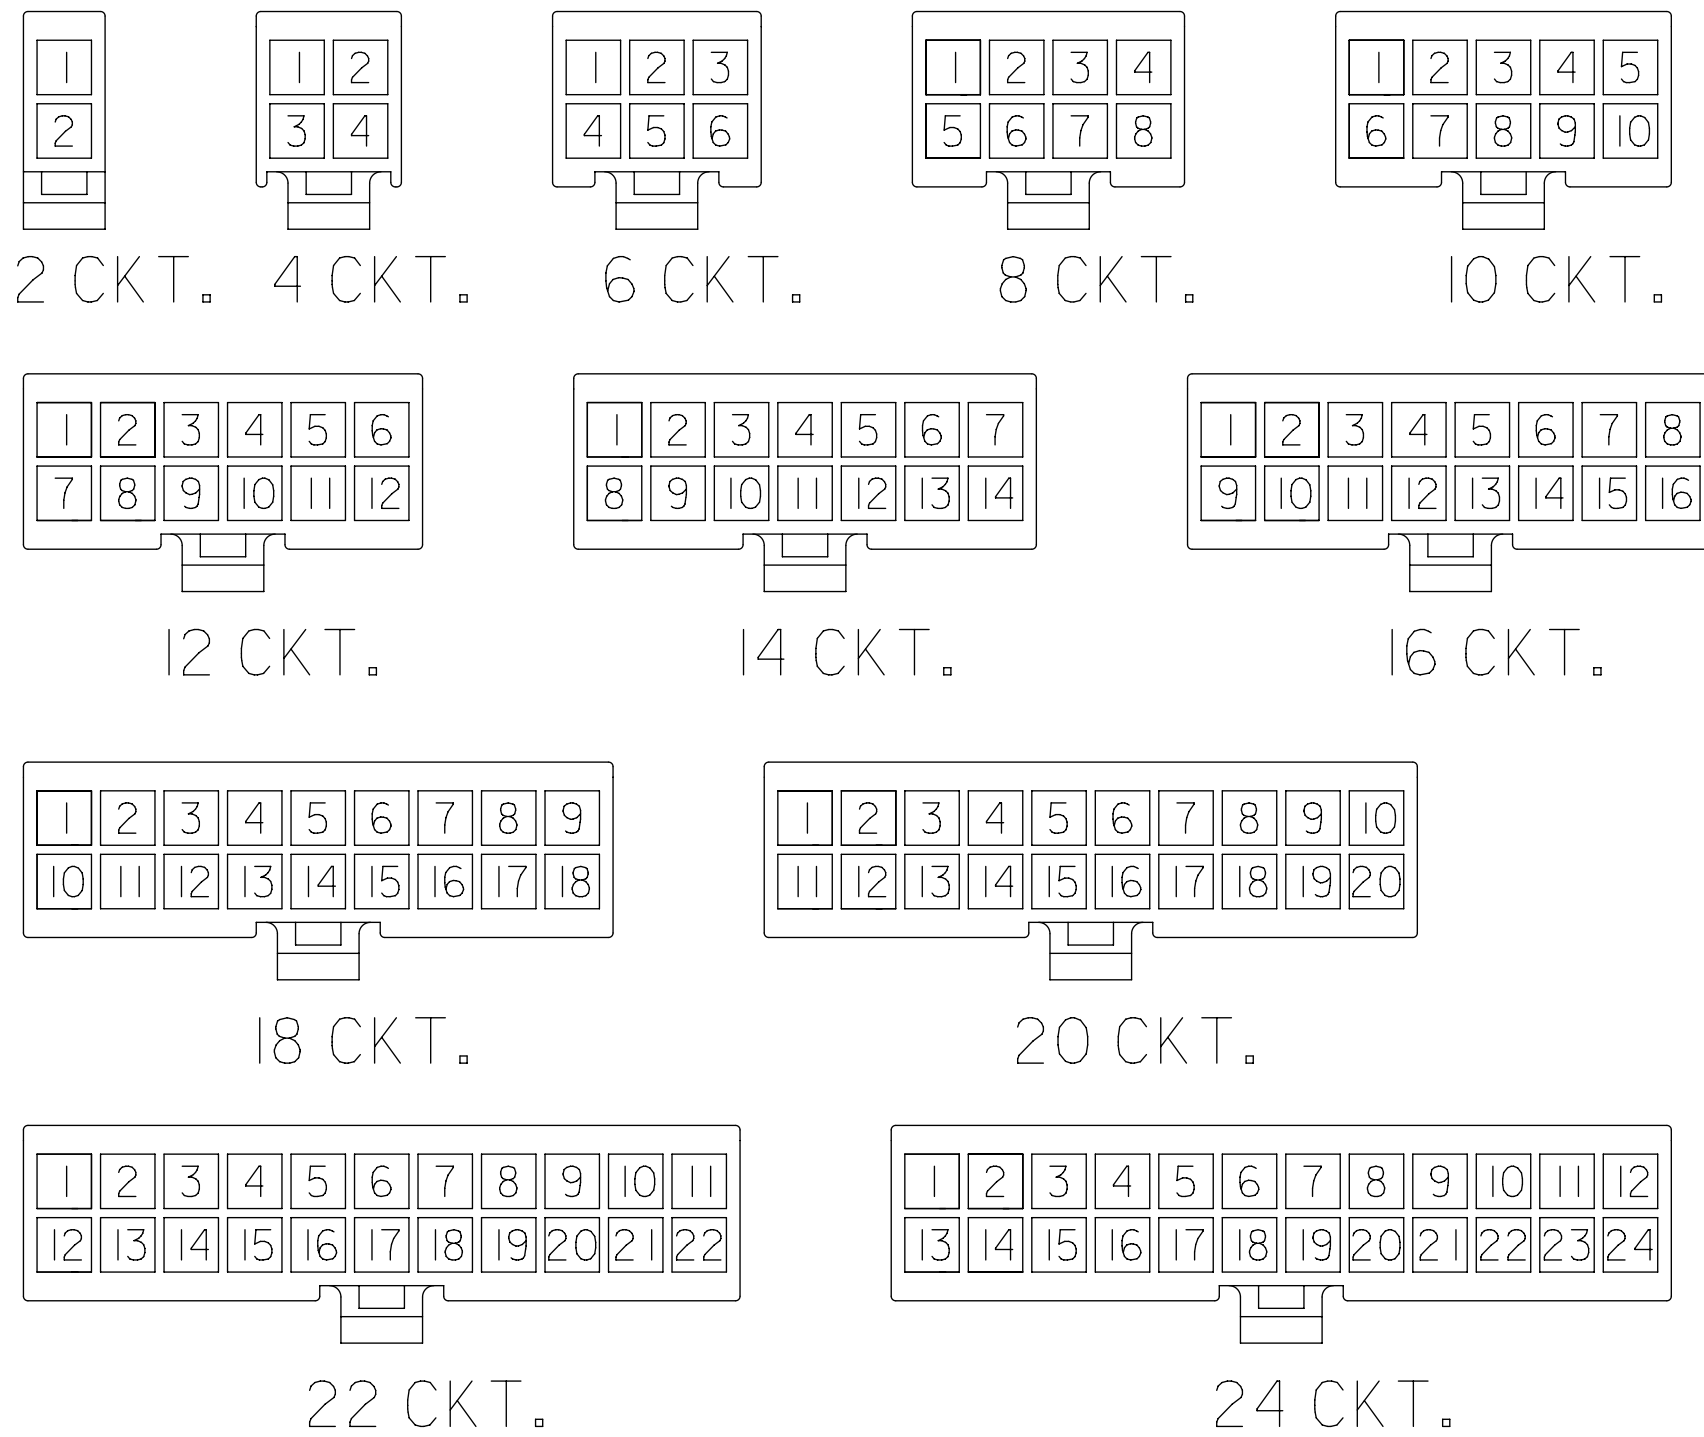 1 1 2 1 2 3 1 2 3 4 1 2 3 4 5
2 3 4 4 5 6 5 6 7 8 6 7 8 9 10
2 CKT. 4 CKT. 6 CKT. 8 CKT. 10 CKT.
1 2 3 4 5 6 1 2 3 4 5 6 7 1 2 3 4 5 6 7 8
7 8 9 10 11 12 8 9 10 11 12 13 14 9 10 11 12 13 14 15 16
12 CKT. 14 CKT. 16 CKT.
1 2 3 4 5 6 7 8 9 1 2 3 4 5 6 7 8 9 10
10 11 12 13 14 15 16 17 18 11 12 13 14 15 16 17 18 19 20
18 CKT. 20 CKT.
1 2 3 4 5 6 7 8 9 10 11 1 2 3 4 5 6 7 8 9 10 11 12
12 13 14 15 16 17 18 19 20 21 22 13 14 15 16 17 18 19 20 21 22 23 24
22 CKT. 24 CKT.